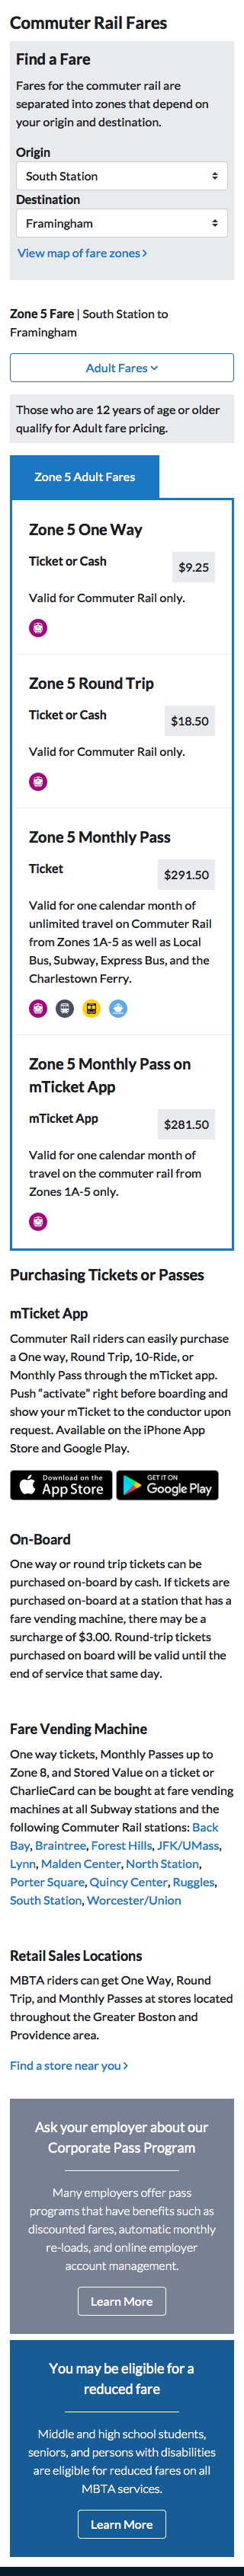 Commuter Rail Fares
Find a Fare
Fares for the commuter rail are
separated into zones that depend on
your origin and destination.
Origin
South Station
Destination
Framingham
View map of fare zones
Zone 5 Fare | South Station to
Framingham
Adult Fares
Those who are 12 years of age or older
qualify for Adult fare pricing.
Zone 5 Adult Fares
Zone 5 One Way
Ticket or Cash
$9.25
Valid for Commuter Rail only.
Zone 5 Round Trip
Ticket or Cash
$18.50
Valid for Commuter Rail only.
Zone 5 Monthly Pass
Ticket
$291.50
Valid for one calendar month of
unlimited travel on Commuter Rail
from Zones 1A-5 as well as Local
Bus, Subway, Express Bus, and the
Charlestown Ferry.
Zone 5 Monthly Pass on
mTicket App
mTicket App
$281.50
Valid for one calendar month of
travel on the commuter rail from
Zones 1A-5 only.
Purchasing Tickets or Passes
mTicket App
Commuter Rail riders can easily purchase
a One way, Round Trip, 10-Ride, or
Monthly Pass through the mTicket app.
Push “activate” right before boarding and
show your mTicket to the conductor upon
request. Available on the iPhone App
Store and Google Play.
Download on the
App Store
GET IT ON
Google Play
On-Board
One way or round trip tickets can be
purchased on-board by cash. If tickets are
purchased on-board at a station that has a
fare vending machine, there may be a
surcharge of $3.00. Round-trip tickets
purchased on board will be valid until the
end of service that same day.
Fare Vending Machine
One way tickets, Monthly Passes up to
Zone 8, and Stored Value on a ticket or
CharlieCard can be bought at fare vending
machines at all Subway stations and the
following Commuter Rail stations: Back
Bay, Braintree, Forest Hills, JFK/UMass,
Lynn, Malden Center, North Station,
Porter Square, Quincy Center, Ruggles,
South Station, Worcester/Union
Retail Sales Locations
MBTA riders can get One Way, Round
Trip, and Monthly Passes at stores located
throughout the Greater Boston and
Providence area.
Find a store near you
Ask your employer about our
Corporate Pass Program
Many employers offer pass
programs that have benefits such as
discounted fares, automatic monthly
re-loads, and online employer
account management.
Learn More
You may be eligible for a
reduced fare
Middle and high school students,
seniors, and persons with disabilities
are eligible for reduced fares on all
MBTA services.
Learn More